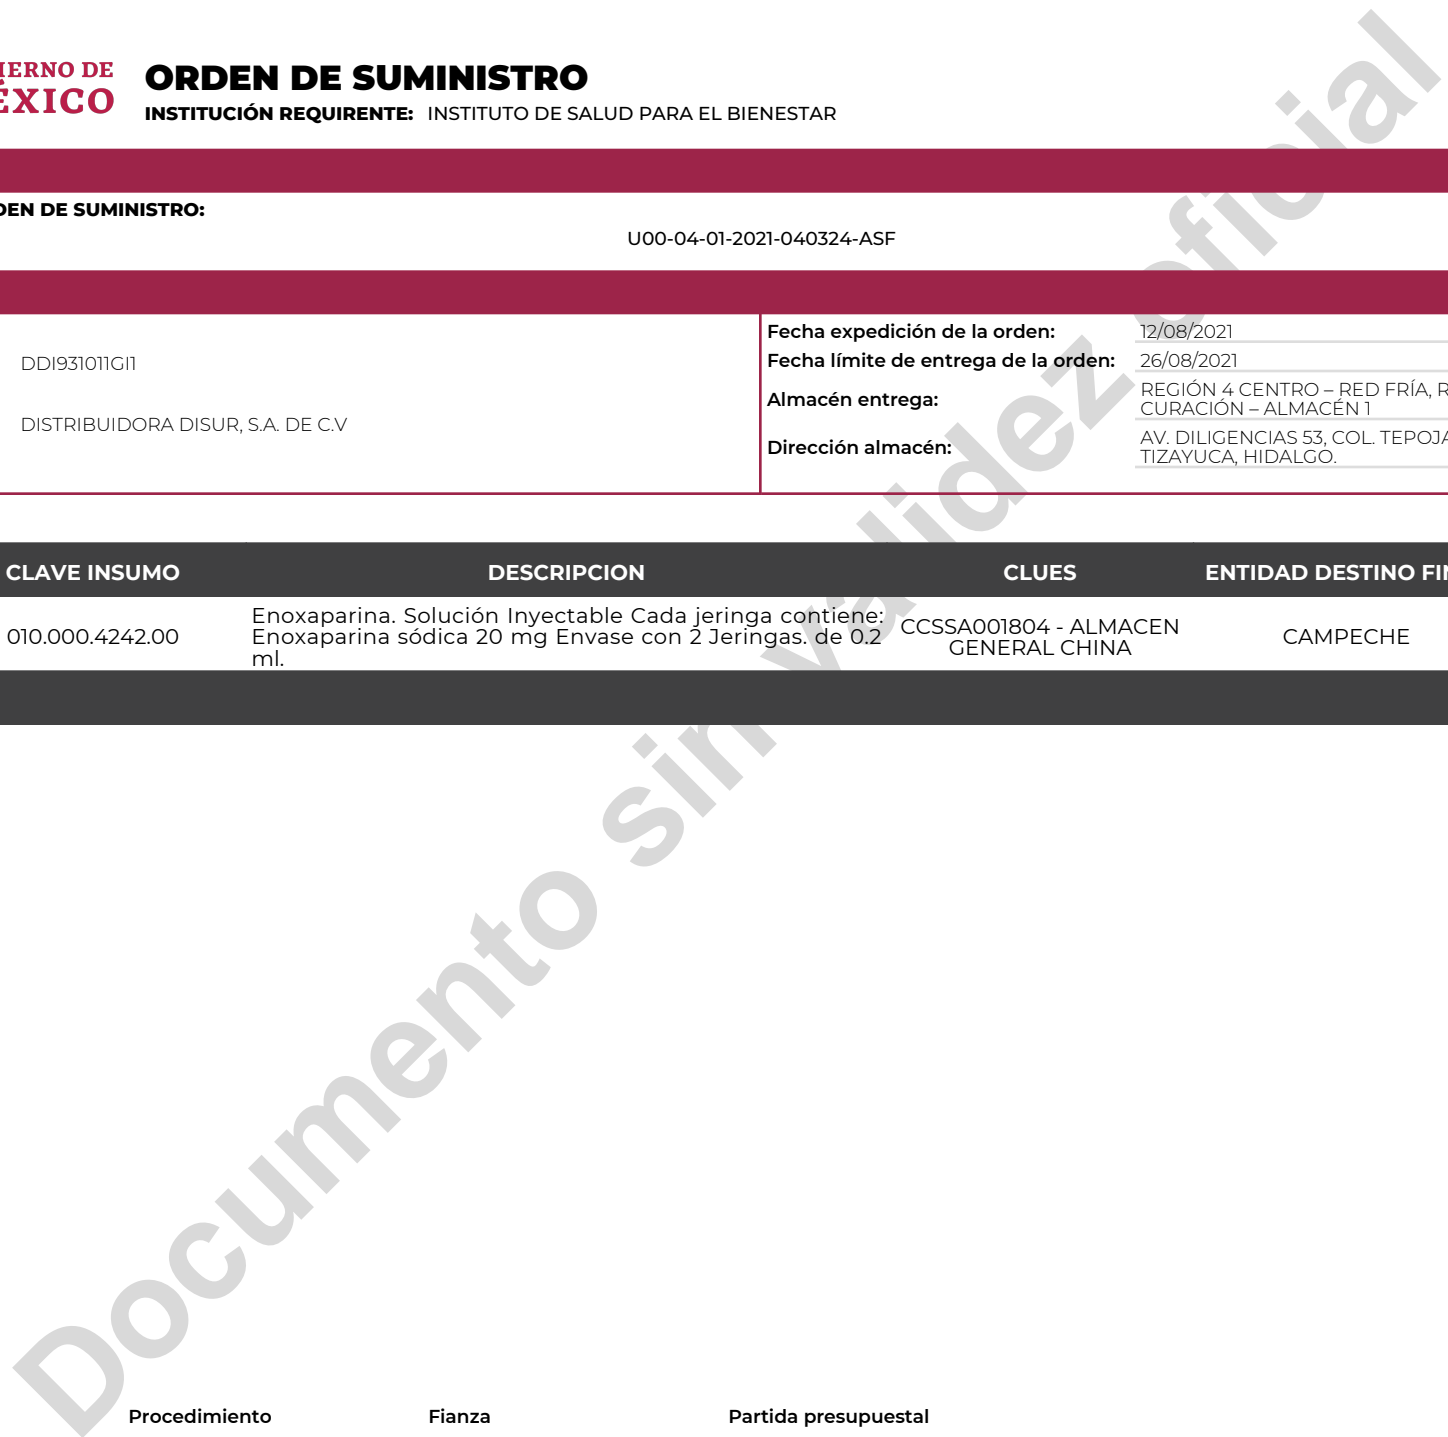 IERNO DE
ÉXICO
ORDEN DE SUMINISTRO
INSTITUCIÓN REQUIRENTE: INSTITUTO DE SALUD PARA EL BIENESTAR
DEN DE SUMINISTRO:
U00-04-01-2021-040324-ASF
DDI931011GI1
DISTRIBUIDORA DISUR, S.A. DE C.V
Fecha expedición de la orden: 12/08/2021
Fecha límite de entrega de la orden: 26/08/2021
Almacén entrega: REGIÓN 4 CENTRO – RED FRÍA, R
CURACIÓN – ALMACÉN 1
Dirección almacén: AV. DILIGENCIAS 53, COL. TEPOJA
TIZAYUCA, HIDALGO.
CLAVE INSUMO DESCRIPCION CLUES ENTIDAD DESTINO FIN
010.000.4242.00
Enoxaparina. Solución Inyectable Cada jeringa contiene:
Enoxaparina sódica 20 mg Envase con 2 Jeringas. de 0.2
ml.
CCSSA001804 - ALMACEN
GENERAL CHINA
CAMPECHE
Documento sin validez oficial
Procedimiento Fianza Partida presupuestal